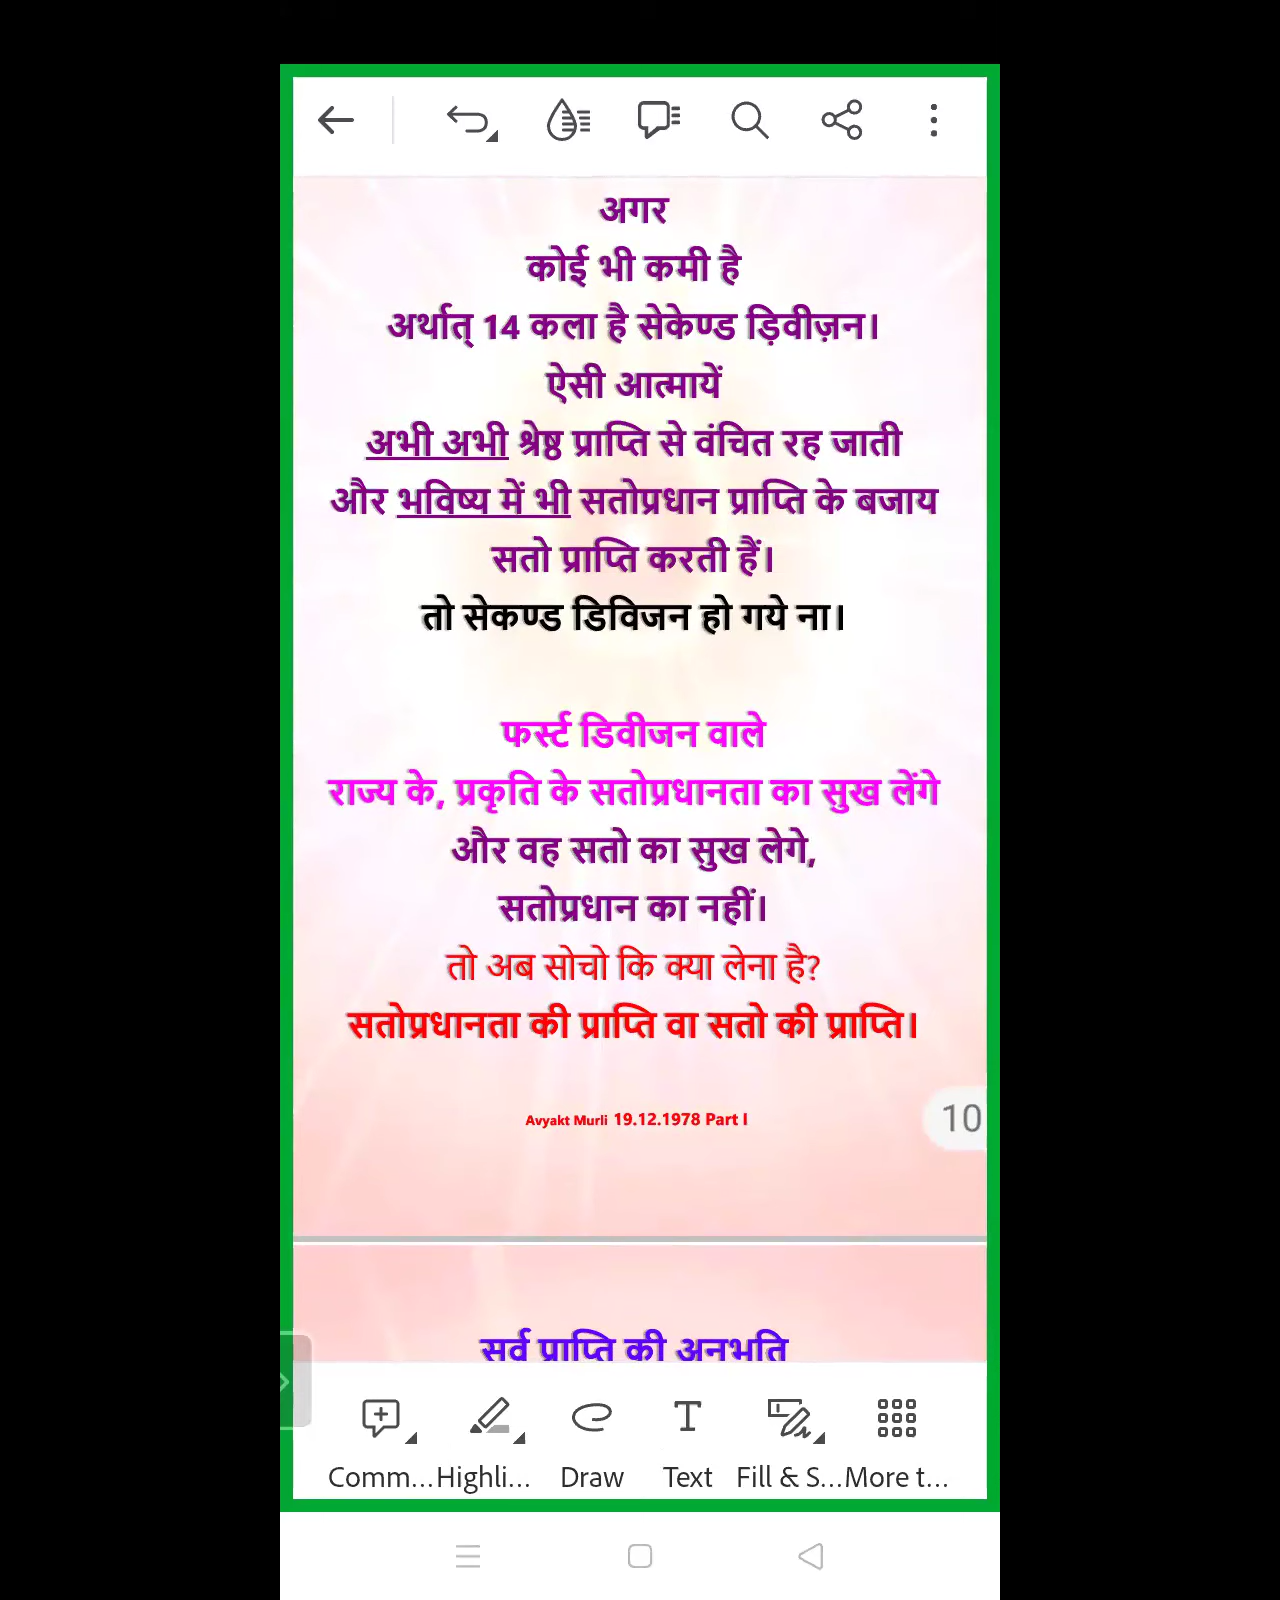 अगर
कोई भी कमी है
अर्थात् 14 कला है सेकेण्ड ड़िवीज़न।
ऐसी आत्मायें
अभी अभी श्रेष्ठ प्राप्ति से वंचित रह जाती
और भविष्य में भी सतोप्रधान प्राप्ति के बजाय
सतो प्राप्ति करती हैं।
तो सेकण्ड डिविजन हो गये ना।
फर्स्ट डिवीजन वाले
राज्य के, प्रकृति के सतोप्रधानता का सुख लेंगे
और वह सतो का सुख लेगे,
सतोप्रधान का नहीं।
तो अब सोचो कि क्या लेना है?
सतोप्रधानता की प्राप्ति वा सतो की प्राप्ति।
Avyakt Murli 19.12.1978 Part I
10
सर्व प्राप्ति की अनुभूति
Comm... Highli... Draw Text Fill & S... More t...